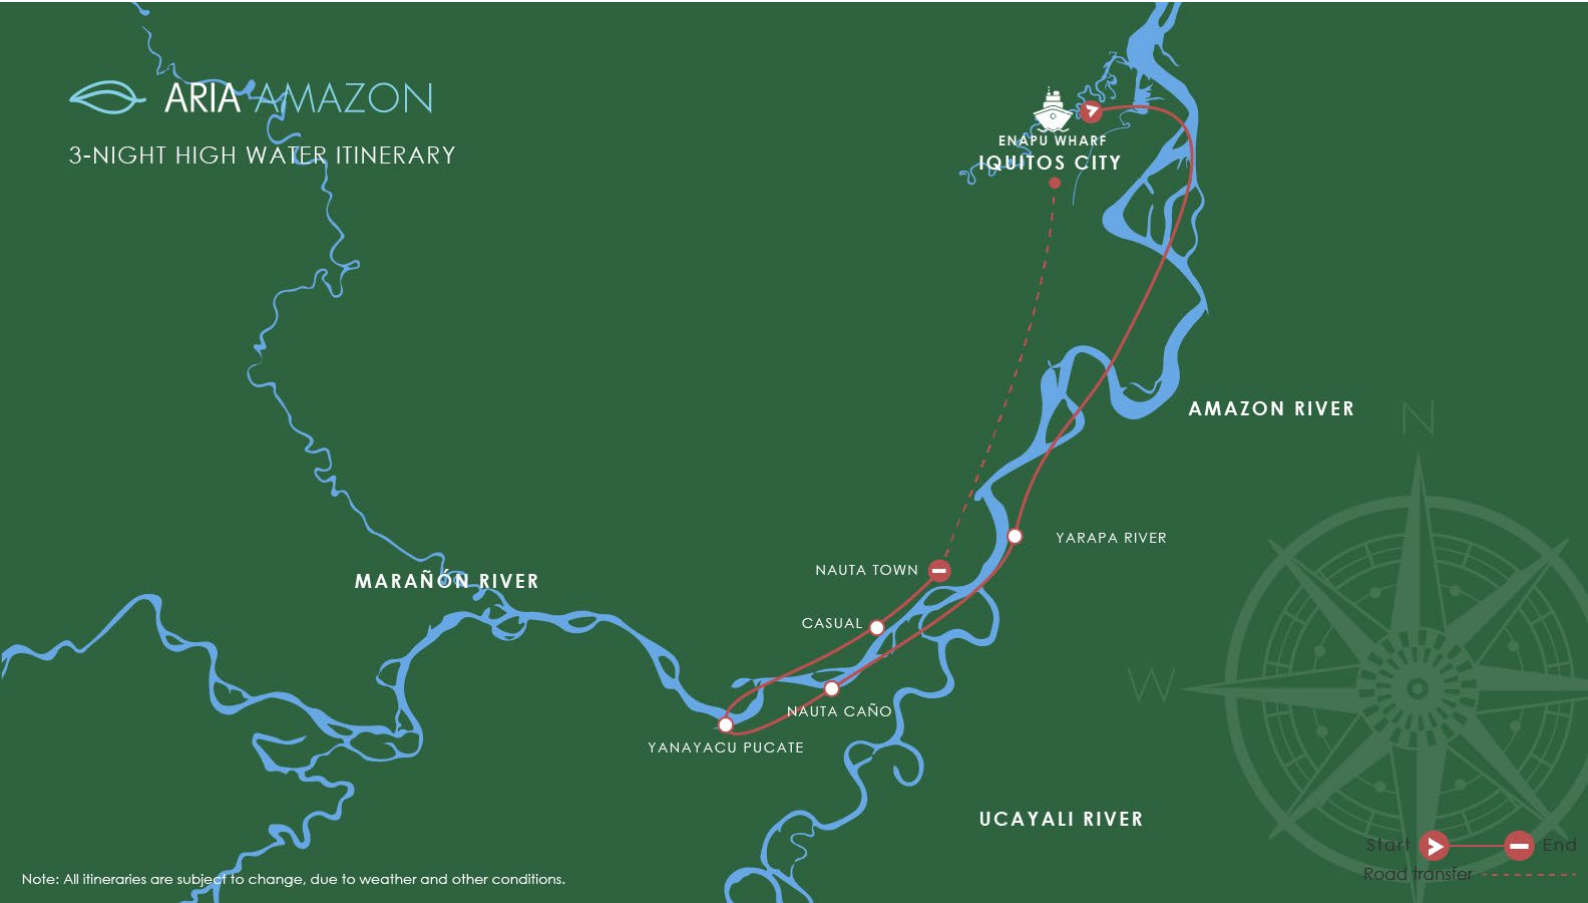 ARIA AMAZON
3-NIGHT HIGH WATER ITINERARY
ENAPU WHARF
IQUITOS CITY
AMAZON RIVER
N
YARAPA RIVER
NAUTA TOWN
MARAÑÓN RIVER
CASUAL
W
NAUTA CAÑO
YANAYACU PUCATE
UCAYALI RIVER
Start End
Road transfer
Note: All itineraries are subject to change, due to weather and other conditions.